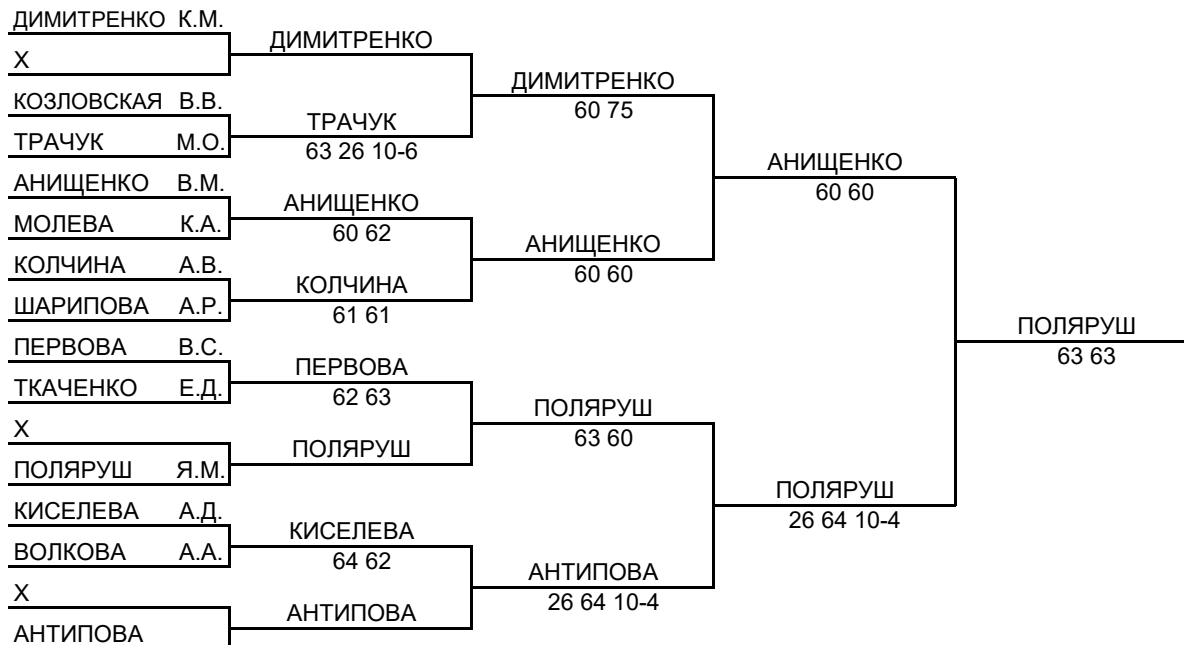 ДИМИТРЕНКО К.М.
Х
КОЗЛОВСКАЯ В.В.
ТРАЧУК М.О.
АНИЩЕНКО В.М.
МОЛЕВА К.А.
КОЛЧИНА А.В.
ШАРИПОВА А.Р.
ПЕРВОВА В.С.
ТКАЧЕНКО Е.Д.
Х
ПОЛЯРУШ Я.М.
КИСЕЛЕВА А.Д.
ВОЛКОВА А.А.
Х
АНТИПОВА
ДИМИТРЕНКО
ТРАЧУК
63 26 10-6
АНИЩЕНКО
60 62
КОЛЧИНА
61 61
ПЕРВОВА
62 63
ПОЛЯРУШ
КИСЕЛЕВА
64 62
АНТИПОВА
ДИМИТРЕНКО
60 75
АНИЩЕНКО
60 60
ПОЛЯРУШ
63 60
АНТИПОВА
26 64 10-4
АНИЩЕНКО
60 60
ПОЛЯРУШ
26 64 10-4
ПОЛЯРУШ
63 63